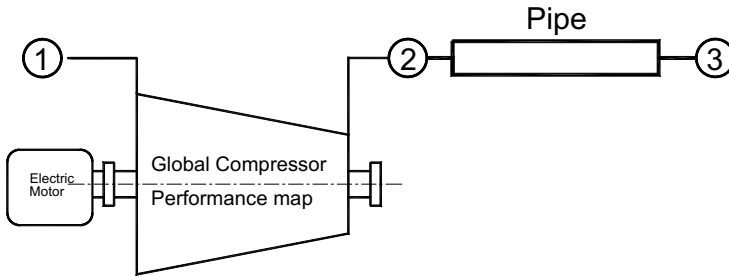 Pipe
1
2
3
Global Compressor
Electric
Motor
Performance map